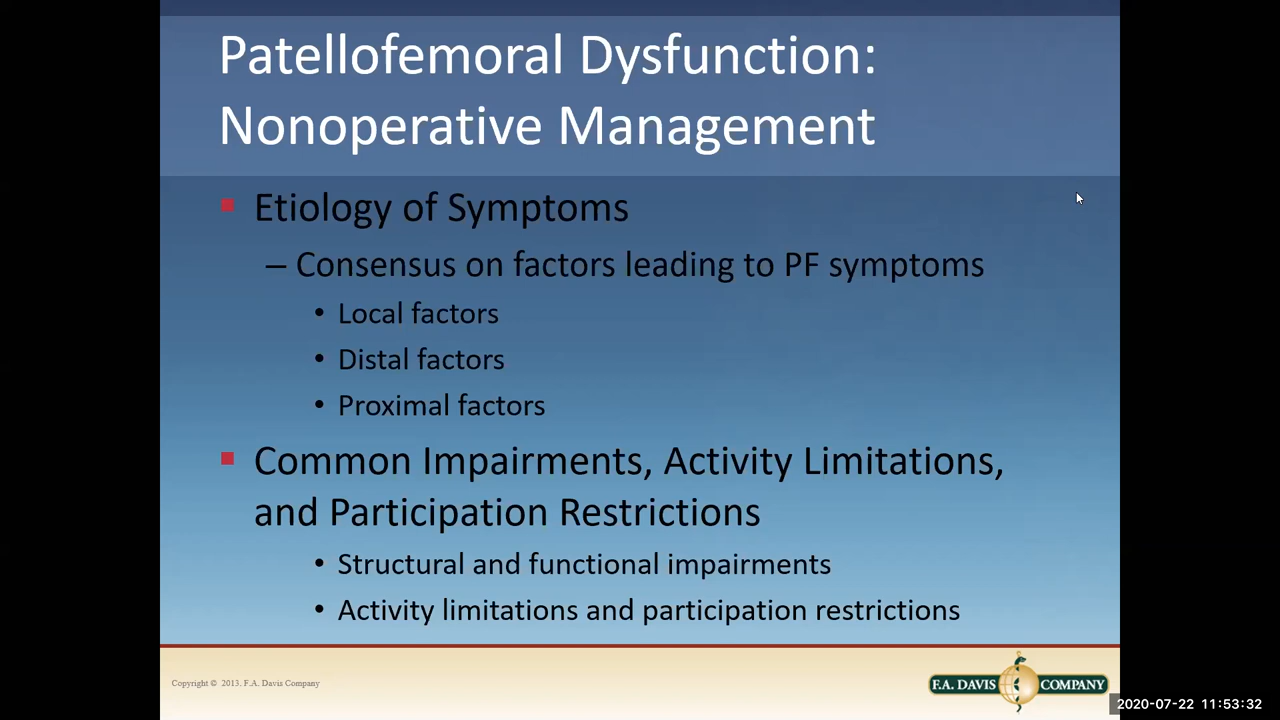 Patellofemoral Dysfunction:
Nonoperative Management
▪ Etiology of Symptoms
– Consensus on factors leading to PF symptoms
• Local factors
• Distal factors
• Proximal factors
▪ Common Impairments, Activity Limitations,
and Participation Restrictions
• Structural and functional impairments
• Activity limitations and participation restrictions
Copyright © 2013. F.A. Davis Company
F.A. DAVIS COMPANY
2020-07-22 11:53:32